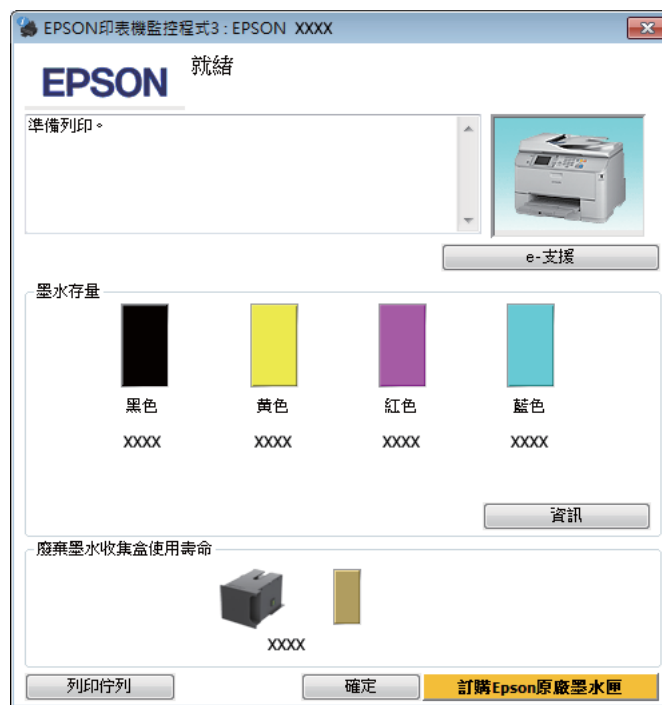 EPSON印表機監控程式3 : EPSON XXXX
EPSON
就緒
準備列印。
e-支援
墨水存量
黑色 黃色 紅色 藍色
XXXX XXXX XXXX XXXX
資訊
廢棄墨水收集盒使用壽命
XXXX
列印佇列 確定 訂購Epson原廠墨水匣